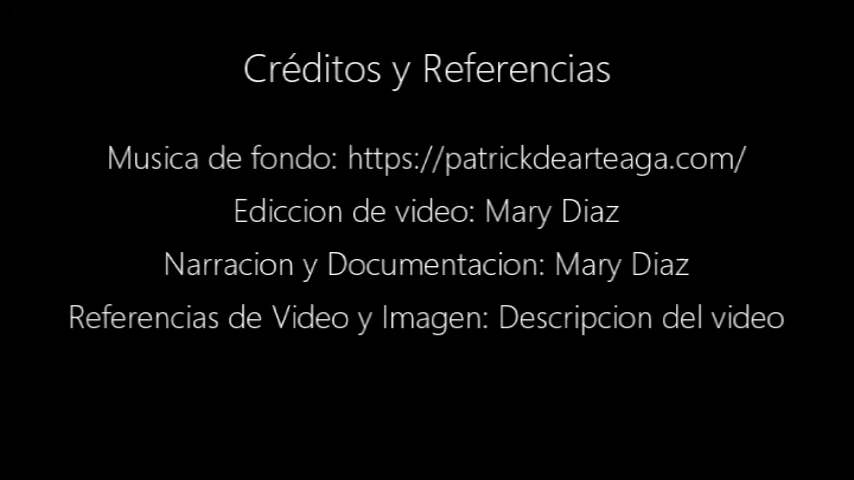 Créditos y Referencias
Musica de fondo: https://patrickdearteaga.com/
Ediccion de video: Mary Diaz
Narracion y Documentacion: Mary Diaz
Referencias de Video y Imagen: Descripcion del video